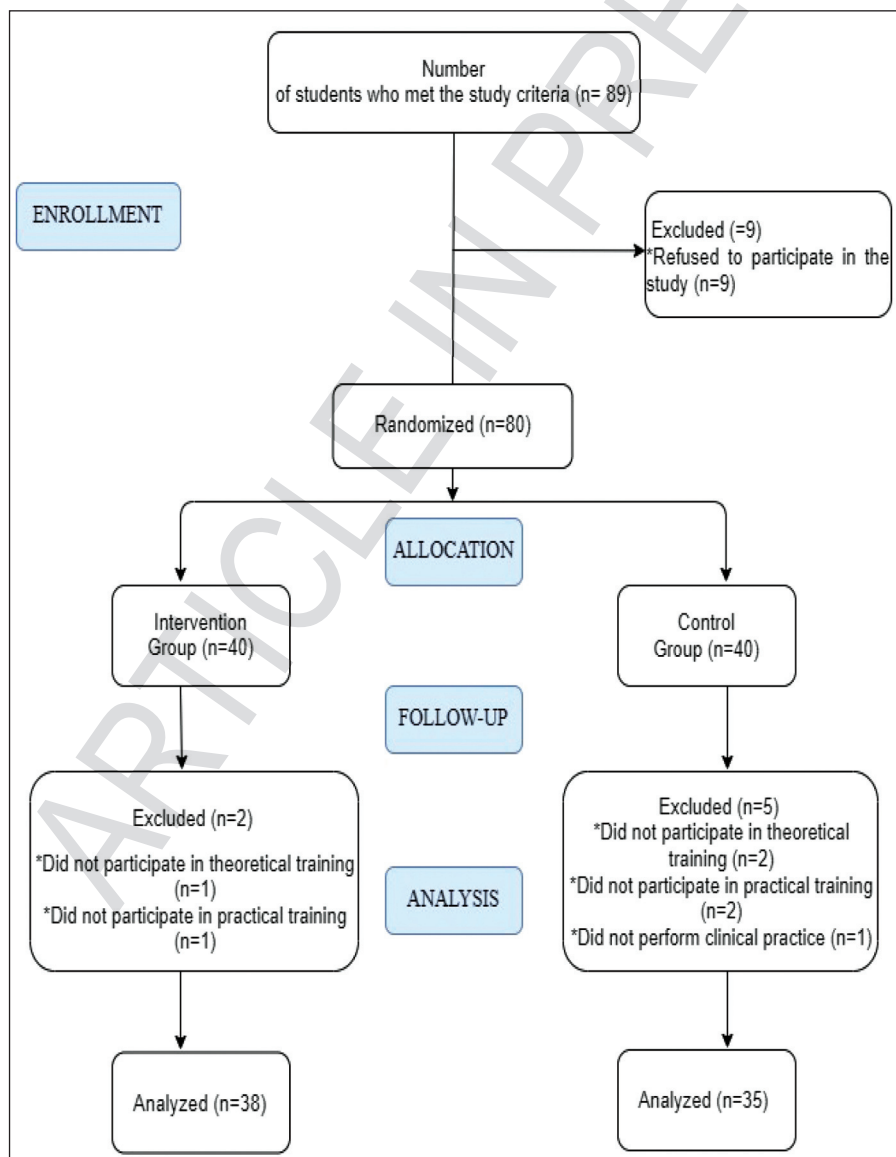 Number
of students who met the study criteria (n= 89)
ENROLLMENT
Excluded (=9)
*Refused to participate in the
study (n=9)
Randomized (n=80)
ALLOCATION
Intervention
Group (n=40)
Control
Group (n=40)
FOLLOW-UP
Excluded (n=2)
*Did not participate in theoretical training
(n=1)
*Did not participate in practical training
(n=1)
Excluded (n=5)
*Did not participate in theoretical
training (n=2)
*Did not participate in practical training
(n=2)
*Did not perform clinical practice (n=1)
ANALYSIS
Analyzed (n=38)
Analyzed (n=35)
ARTICLE IN PRE